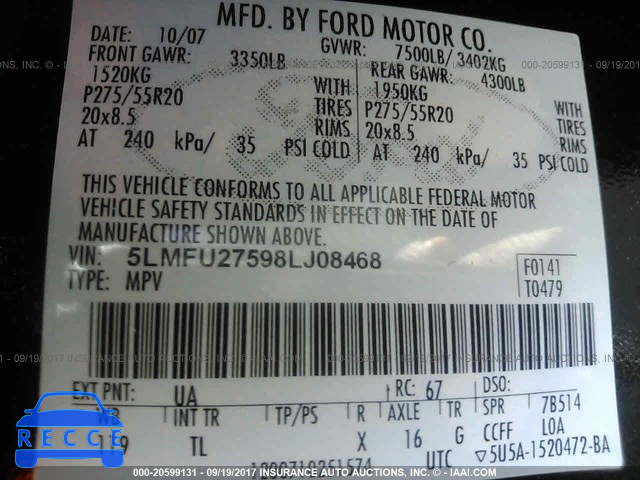 MFD. BY FORD MOTOR CO.
DATE: 10/07 GVWR: 7500LB/3402KG
FRONT GAWR: 3350LB REAR GAWR: 4300LB
1520KG WITH 1950KG WITH
P275/55R20 TIRES P275/55R20 TIRES
20x8.5 RIMS 20x8.5 RIMS
AT 240 kPa/ 35 PSI COLD AT 240 kPa/ 35 PSI COLD
THIS VEHICLE CONFORMS TO ALL APPLICABLE FEDERAL MOTOR
VEHICLE SAFETY STANDARDS IN EFFECT ON THE DATE OF
MANUFACTURE SHOWN ABOVE.
VIN: 5LMFU27598LJ08468 F0141
TYPE: MPV T0479
EXT PNT: UA RC: 67 DSO:
WB INT TR TP/PS R AXLE TR SPR 7B514
119 TL X 16 G CCFF LOA
UTC ▽5U5A-1520472-BA
000-20599131 - 09/19/2017 - INSURANCE AUTO AUCTIONS, INC. - ©IAAI.COM